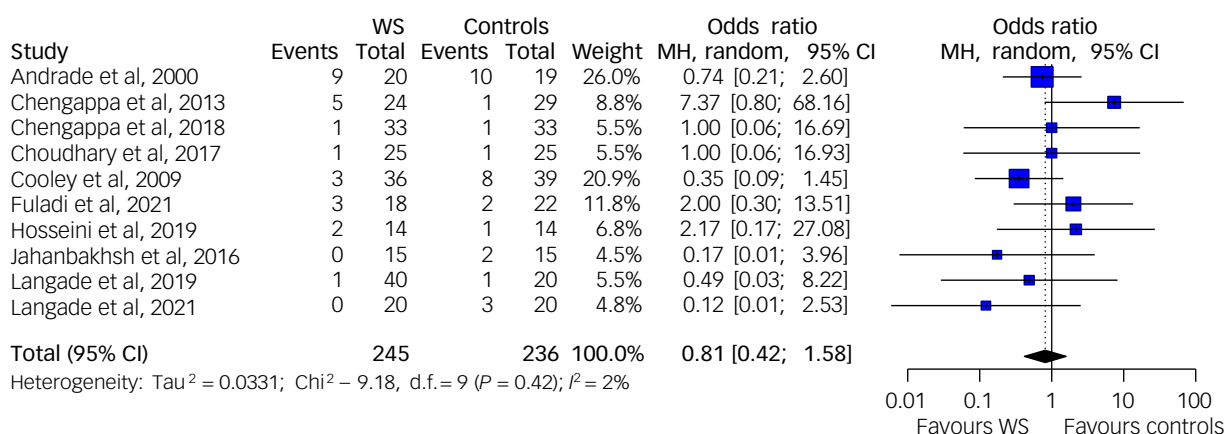 WS Controls Odds ratio Odds ratio
Study Events Total Events Total Weight MH, random, 95% CI MH, random, 95% CI
Andrade et al, 2000 9 20 10 19 26.0% 0.74 [0.21; 2.60]
Chengappa et al, 2013 5 24 1 29 8.8% 7.37 [0.80; 68.16]
Chengappa et al, 2018 1 33 1 33 5.5% 1.00 [0.06; 16.69]
Choudhary et al, 2017 1 25 1 25 5.5% 1.00 [0.06; 16.93]
Cooley et al, 2009 3 36 8 39 20.9% 0.35 [0.09; 1.45]
Fuladi et al, 2021 3 18 2 22 11.8% 2.00 [0.30; 13.51]
Hosseini et al, 2019 2 14 1 14 6.8% 2.17 [0.17; 27.08]
Jahanbakhsh et al, 2016 0 15 2 15 4.5% 0.17 [0.01; 3.96]
Langade et al, 2019 1 40 1 20 5.5% 0.49 [0.03; 8.22]
Langade et al, 2021 0 20 3 20 4.8% 0.12 [0.01; 2.53]
Total (95% CI) 245 236 100.0% 0.81 [0.42; 1.58]
Heterogeneity: Tau² = 0.0331; Chi² – 9.18, d.f. = 9 (P = 0.42); I² = 2%
0.01 0.1 1 10 100
Favours WS Favours controls